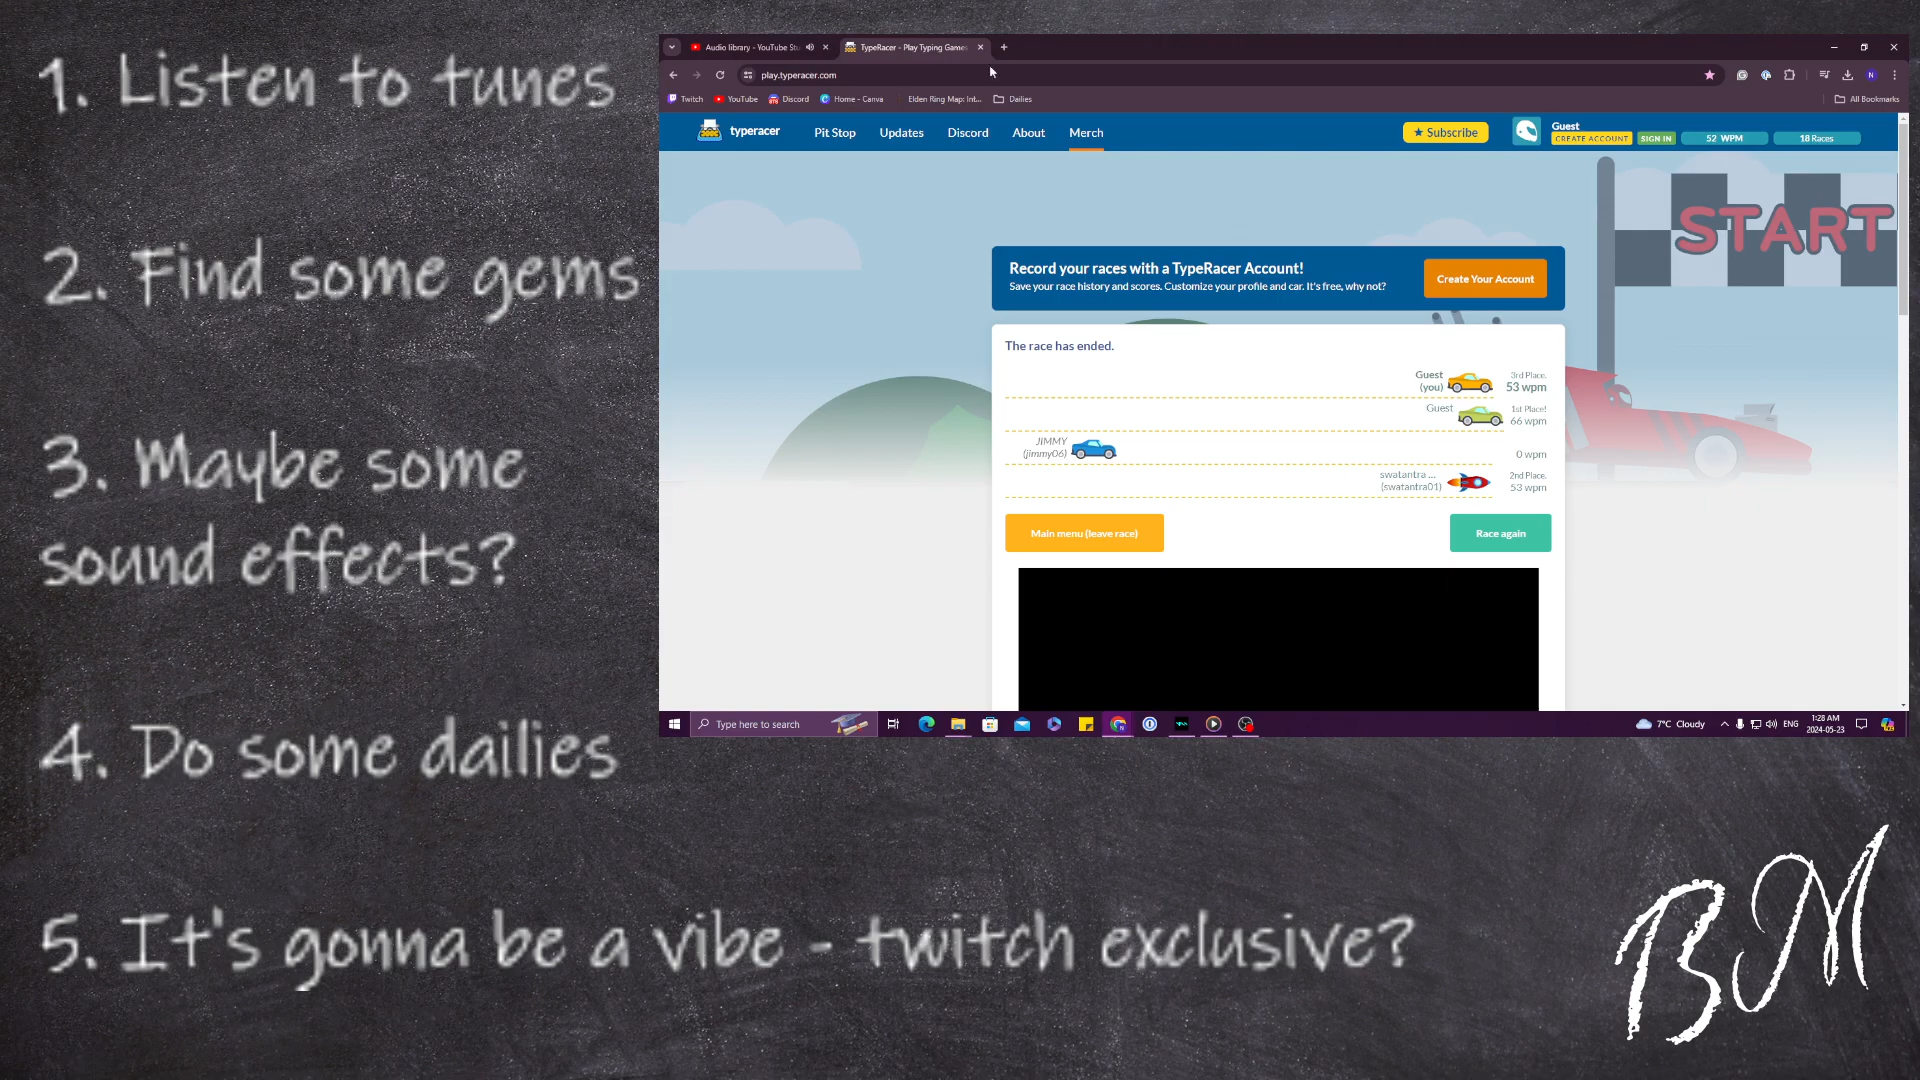 1. Listen to tunes
2. Find some gems
3. Maybe some
sound effects?
4. Do some dailies
5. It's gonna be a vibe - twitch exclusive?
BM
Audio library - YouTube Stu
TypeRacer - Play Typing Games
play.typeracer.com
Twitch YouTube Discord Home - Canva Elden Ring Map: Int... Dailies All Bookmarks
typeracer Pit Stop Updates Discord About Merch
★ Subscribe
Guest
CREATE ACCOUNT SIGN IN 52 WPM 18 Races
START
Record your races with a TypeRacer Account!
Save your race history and scores. Customize your profile and car. It's free, why not?
Create Your Account
The race has ended.
Guest
(you)
3rd Place.
53 wpm
Guest
1st Place!
66 wpm
JIMMY
(jimmy06)
0 wpm
swatantra ...
(swatantra01)
2nd Place.
53 wpm
Main menu (leave race)
Race again
Type here to search
7°C Cloudy
ENG
1:28 AM
2024-05-23